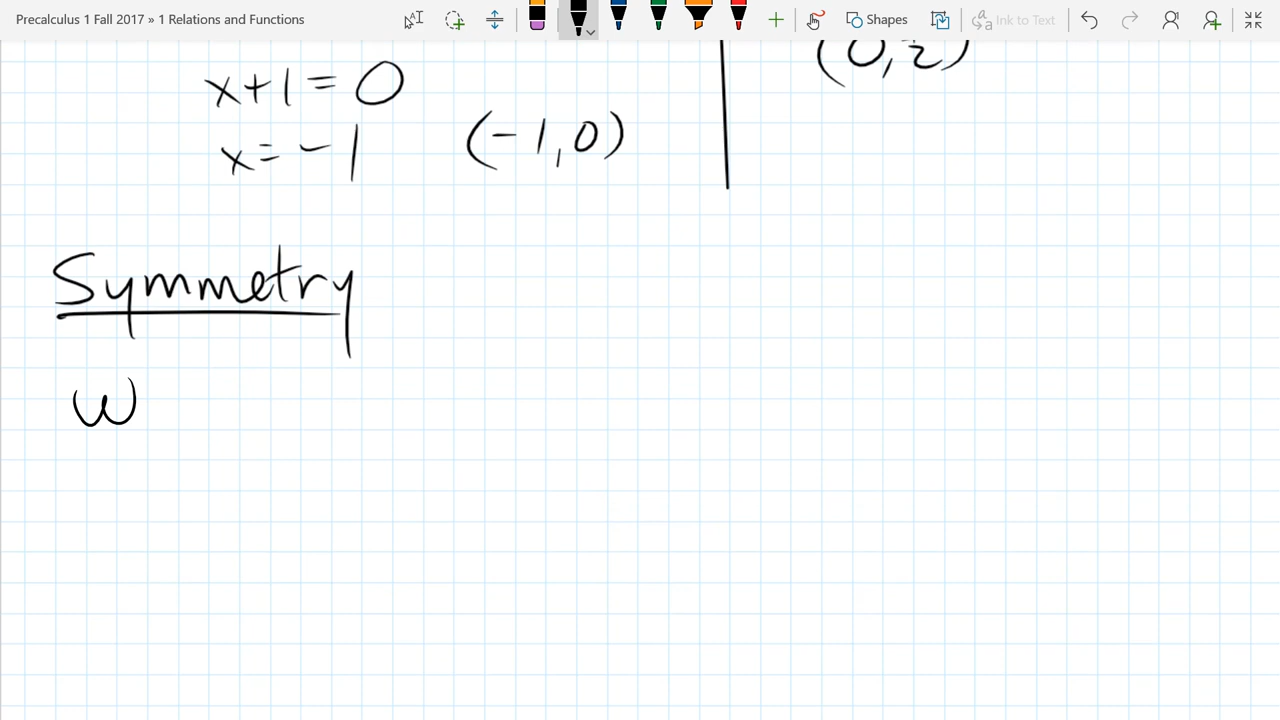 Precalculus 1 Fall 2017 » 1 Relations and Functions
Shapes
Link to Text
x+1=0
x=-1
(-1,0)
(0,2)
Symmetry
w